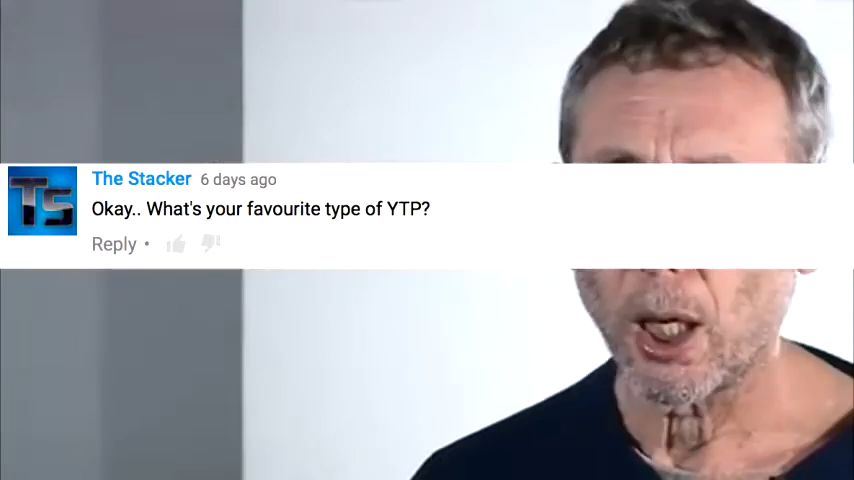 TS
The Stacker 6 days ago
Okay.. What's your favourite type of YTP?
Reply •